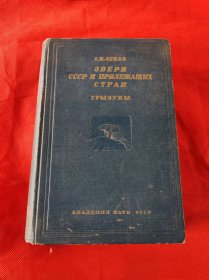 С.И.ОГНЕВ
ЗВЕРИ
СССР И ПРИЛЕЖАЩИХ
СТРАН
ГРЫЗУНЫ
АКАДЕМИЯ НАУК СССР